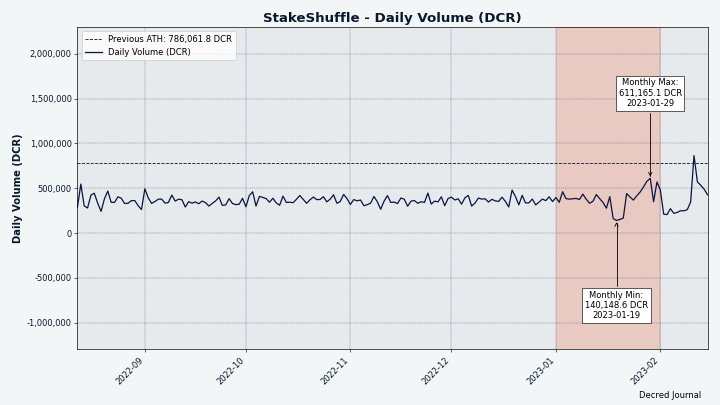 StakeShuffle - Daily Volume (DCR)
Previous ATH: 786,061.8 DCR
Daily Volume (DCR)
Daily Volume (DCR)
2,000,000
1,500,000
1,000,000
500,000
0
-500,000
-1,000,000
Monthly Max:
611,165.1 DCR
2023-01-29
Monthly Min:
140,148.6 DCR
2023-01-19
2022-09
2022-10
2022-11
2022-12
2023-01
2023-02
Decred Journal